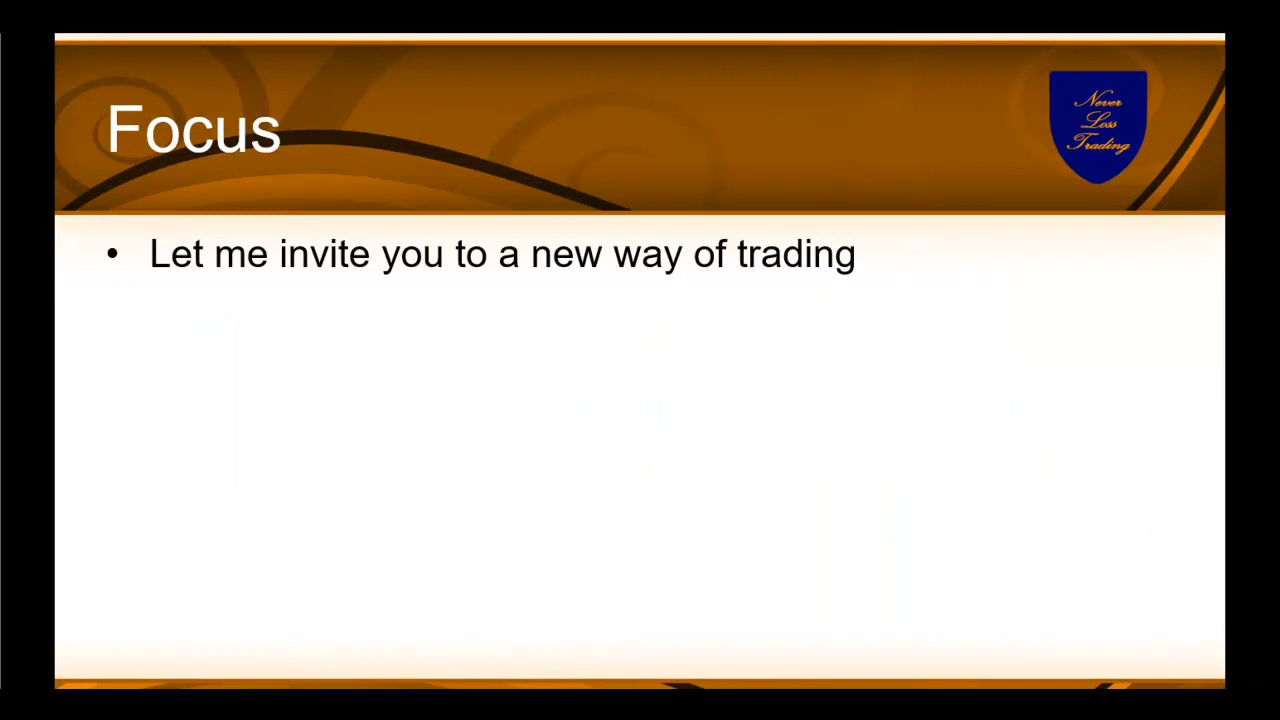 Focus
Never
Loss
Trading
• Let me invite you to a new way of trading